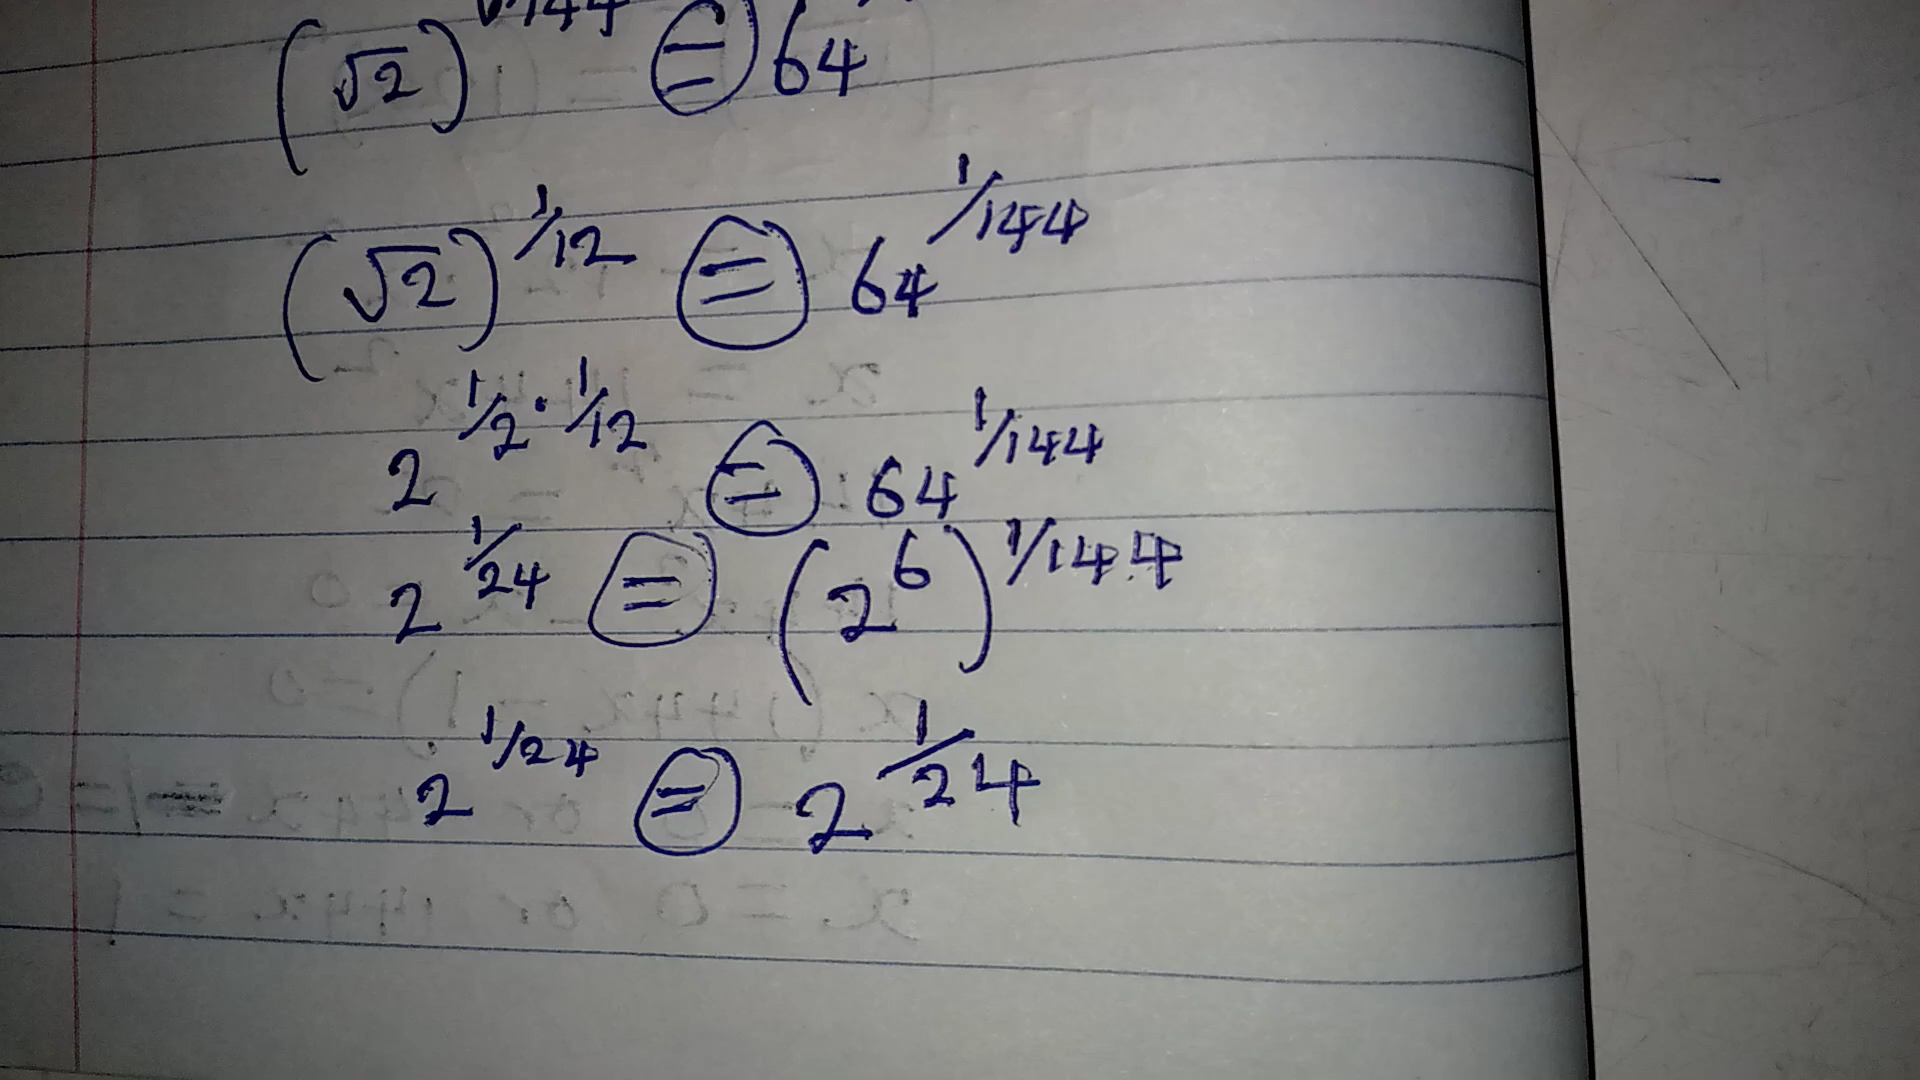 (√2)^√144 = 64
(√2)^1/12 = 64^1/144
2^1/2·1/12 = 64^1/144
2^1/24 = (2^6)^1/144
2^1/24 = 2^1/24